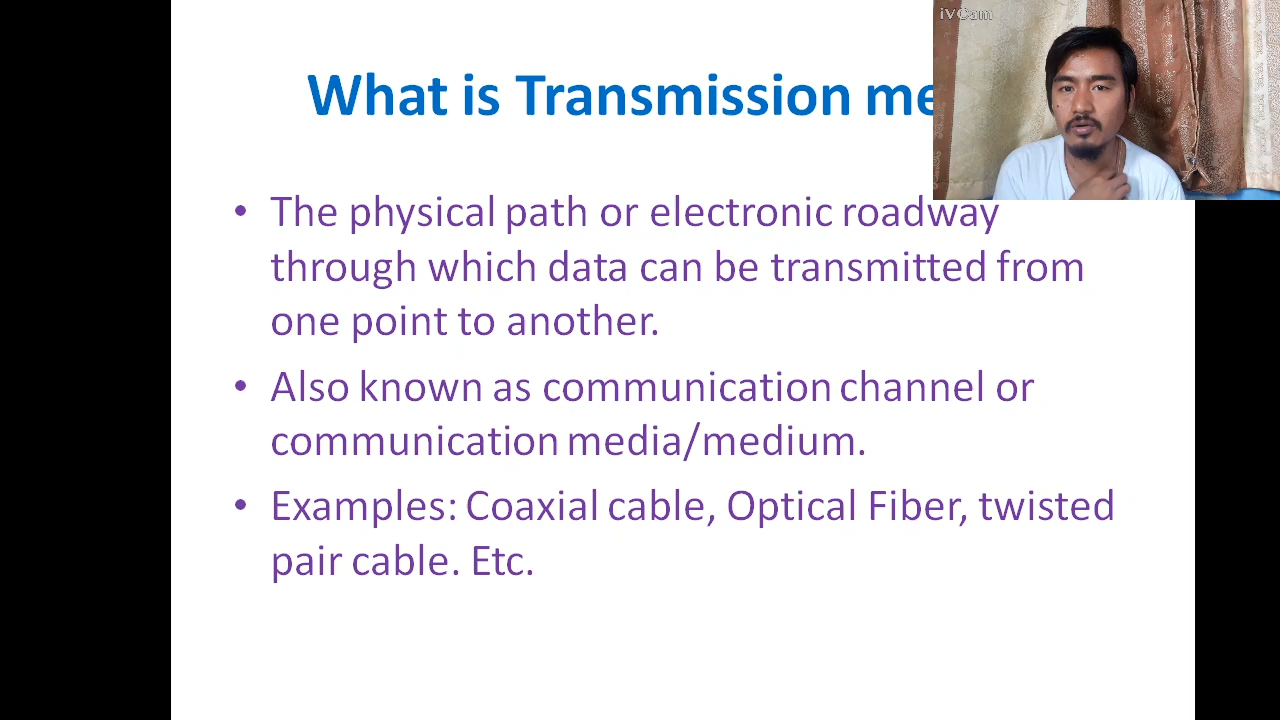 iVCam
What is Transmission
• The physical path or electronic roadway
through which data can be transmitted from
one point to another.
• Also known as communication channel or
communication media/medium.
• Examples: Coaxial cable, Optical Fiber, twisted
pair cable. Etc.